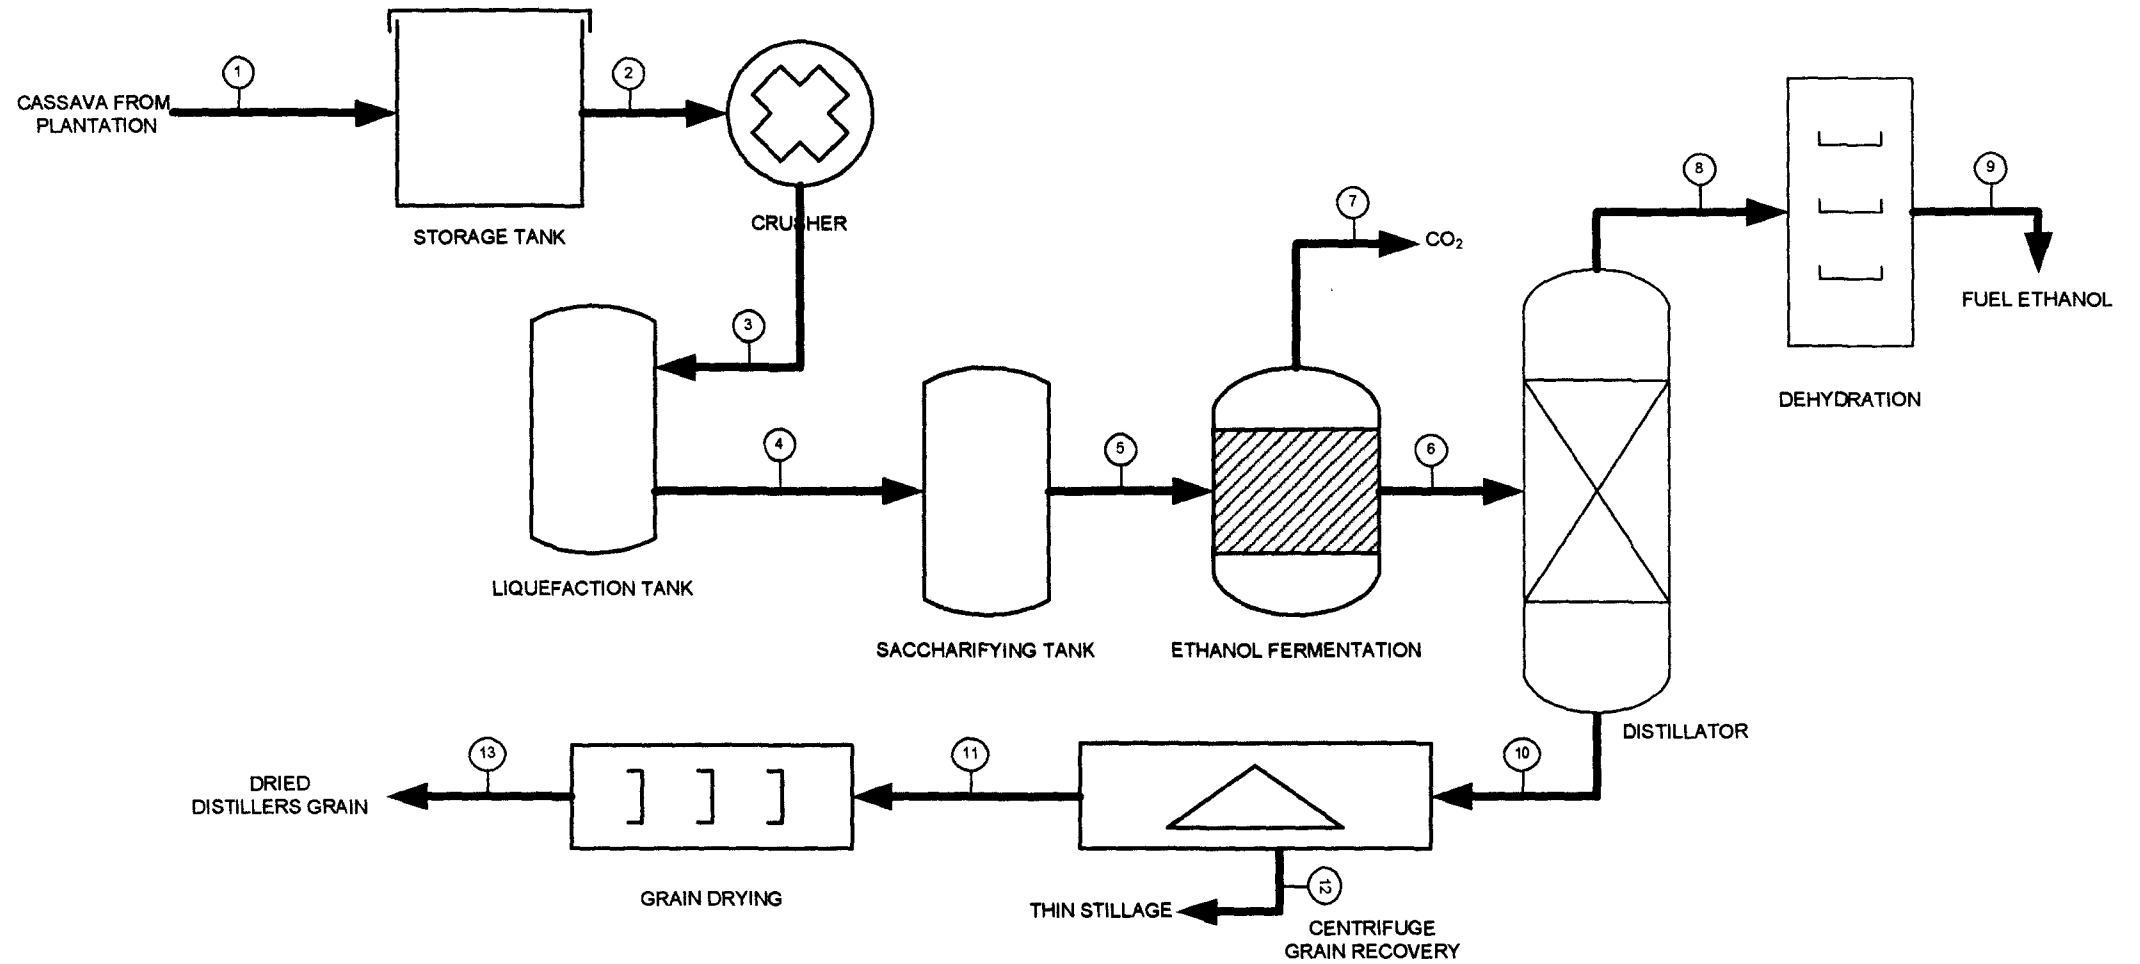 1
2
CASSAVA FROM
PLANTATION
STORAGE TANK
CRUSHER
8
9
7
CO₂
FUEL ETHANOL
3
DEHYDRATION
4
5
6
LIQUEFACTION TANK
SACCHARIFYING TANK
ETHANOL FERMENTATION
DISTILLATOR
13
11
10
DRIED
DISTILLERS GRAIN
GRAIN DRYING
12
THIN STILLAGE
CENTRIFUGE
GRAIN RECOVERY